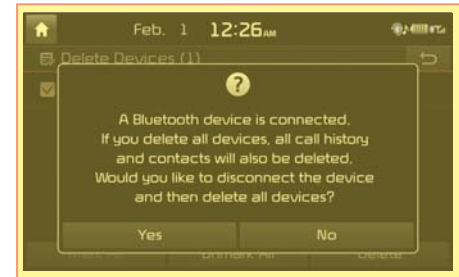 Feb. 1 12:26 AM
Delete Devices (1)
?
A Bluetooth device is connected.
If you delete all devices, all call history
and contacts will also be deleted.
Would you like to disconnect the device
and then delete all devices?
Yes No
Unmark All Delete